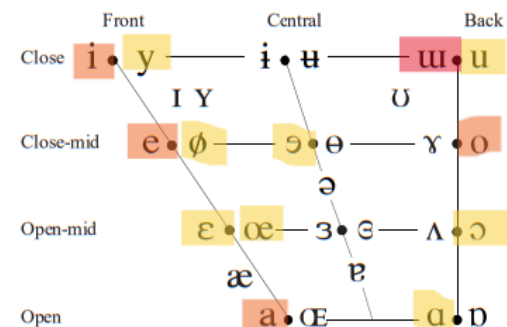 Front Central Back
Close i y ɨ ʉ ɯ u
ɪ ʏ ʊ
Close-mid e ø ɘ ɵ ɤ o
ə
Open-mid ɛ œ ɜ ɞ ʌ ɔ
æ ɐ
Open a ɶ ɑ ɒ